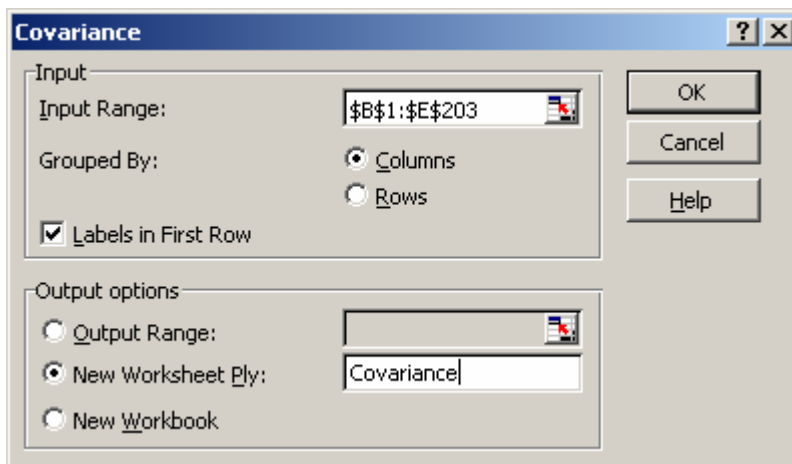 Covariance
Input
Input Range: $B$1:$E$203
Grouped By: Columns
Rows
Labels in First Row
OK
Cancel
Help
Output options
Output Range:
New Worksheet Ply: Covariance
New Workbook